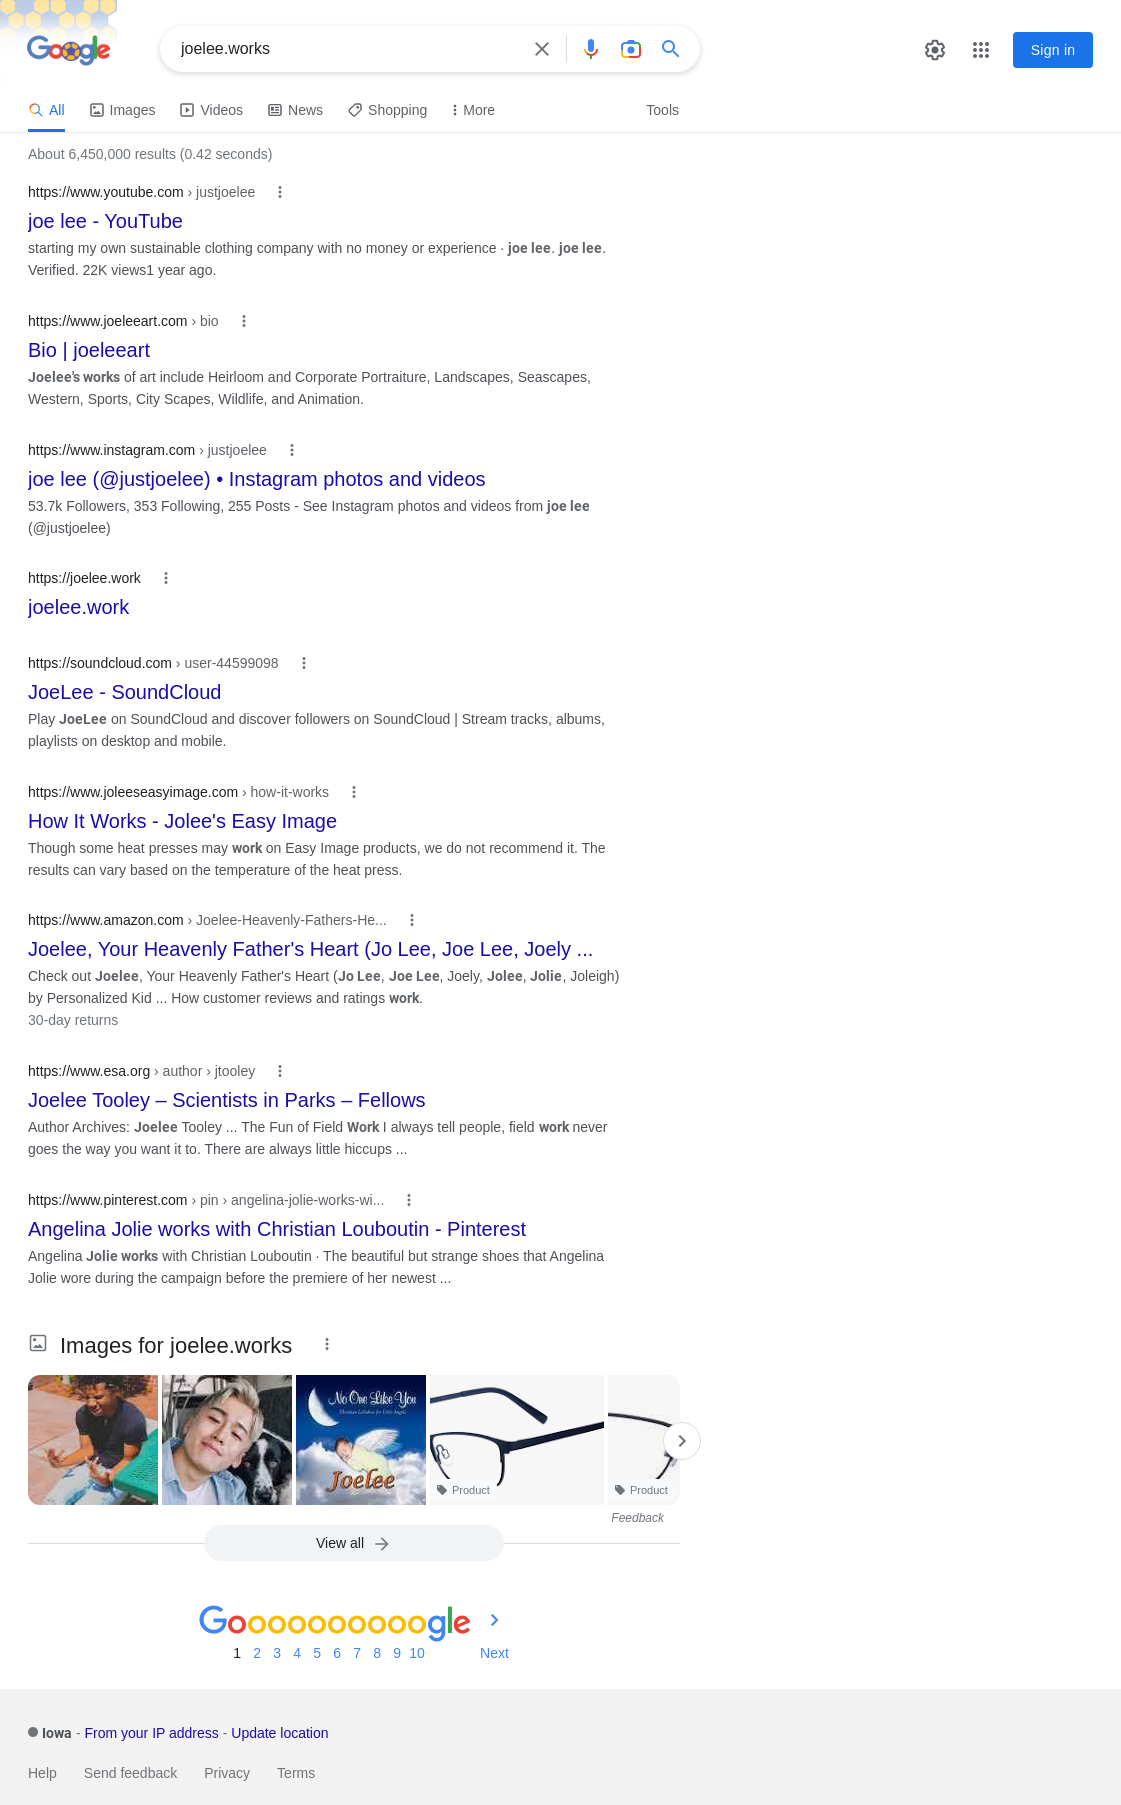 Google
joelee.works
Sign in
All Images Videos News Shopping More Tools
About 6,450,000 results (0.42 seconds)
https://www.youtube.com › justjoelee
joe lee - YouTube
starting my own sustainable clothing company with no money or experience · joe lee. joe lee.
Verified. 22K views1 year ago.
https://www.joeleeart.com › bio
Bio | joeleeart
Joelee's works of art include Heirloom and Corporate Portraiture, Landscapes, Seascapes,
Western, Sports, City Scapes, Wildlife, and Animation.
https://www.instagram.com › justjoelee
joe lee (@justjoelee) • Instagram photos and videos
53.7k Followers, 353 Following, 255 Posts - See Instagram photos and videos from joe lee
(@justjoelee)
https://joelee.work
joelee.work
https://soundcloud.com › user-44599098
JoeLee - SoundCloud
Play JoeLee on SoundCloud and discover followers on SoundCloud | Stream tracks, albums,
playlists on desktop and mobile.
https://www.joleeseasyimage.com › how-it-works
How It Works - Jolee's Easy Image
Though some heat presses may work on Easy Image products, we do not recommend it. The
results can vary based on the temperature of the heat press.
https://www.amazon.com › Joelee-Heavenly-Fathers-He...
Joelee, Your Heavenly Father's Heart (Jo Lee, Joe Lee, Joely ...
Check out Joelee, Your Heavenly Father's Heart (Jo Lee, Joe Lee, Joely, Jolee, Jolie, Joleigh)
by Personalized Kid ... How customer reviews and ratings work.
30-day returns
https://www.esa.org › author › jtooley
Joelee Tooley – Scientists in Parks – Fellows
Author Archives: Joelee Tooley ... The Fun of Field Work I always tell people, field work never
goes the way you want it to. There are always little hiccups ...
https://www.pinterest.com › pin › angelina-jolie-works-wi...
Angelina Jolie works with Christian Louboutin - Pinterest
Angelina Jolie works with Christian Louboutin · The beautiful but strange shoes that Angelina
Jolie wore during the campaign before the premiere of her newest ...
Images for joelee.works
No One Like You
Christian Lullabies for Little Angels
Joelee
Product
Product
Feedback
View all
Goooooooooogle
1 2 3 4 5 6 7 8 9 10 Next
Iowa - From your IP address - Update location
Help Send feedback Privacy Terms